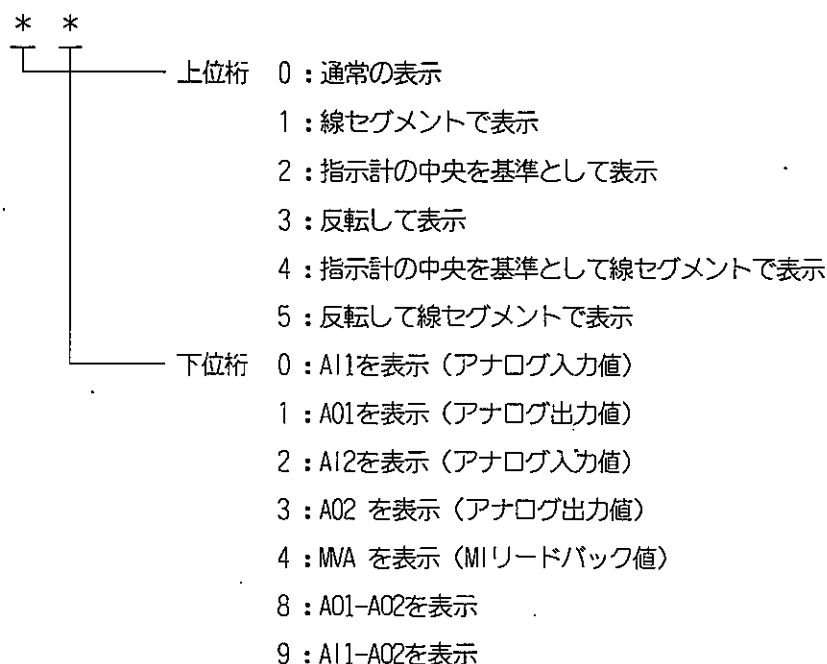 * *
上位桁 0:通常の表示
1:線セグメントで表示
2:指示計の中央を基準として表示
3:反転して表示
4:指示計の中央を基準として線セグメントで表示
5:反転して線セグメントで表示
下位桁 0:AI1を表示(アナログ入力値)
1:AO1を表示(アナログ出力値)
2:AI2を表示(アナログ入力値)
3:AO2 を表示(アナログ出力値)
4:MVA を表示(MIリードバック値)
8:AO1-AO2を表示
9:AI1-AO2を表示